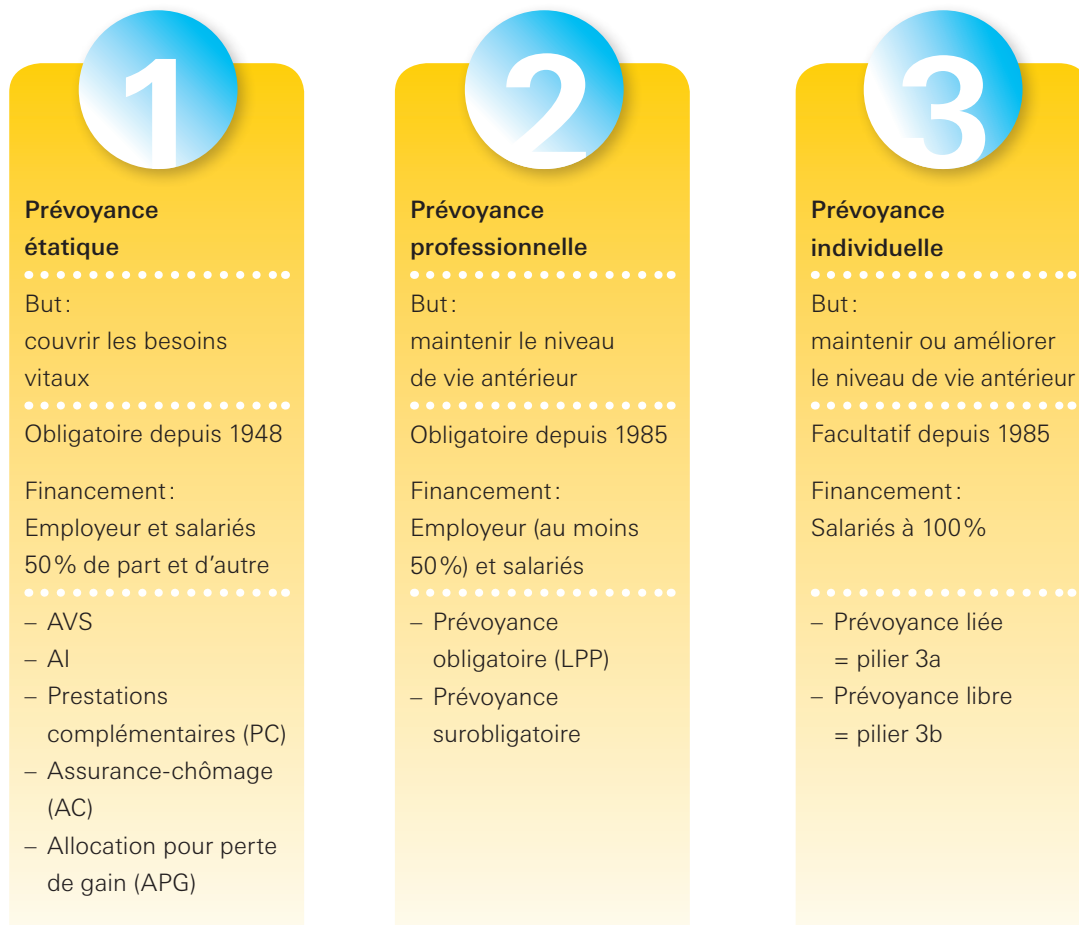 1
Prévoyance
étatique
But :
couvrir les besoins
vitaux
Obligatoire depuis 1948
Financement :
Employeur et salariés
50 % de part et d’autre
– AVS
– AI
– Prestations
complémentaires (PC)
– Assurance-chômage
(AC)
– Allocation pour perte
de gain (APG)
2
Prévoyance
professionnelle
But :
maintenir le niveau
de vie antérieur
Obligatoire depuis 1985
Financement :
Employeur (au moins
50 %) et salariés
– Prévoyance
obligatoire (LPP)
– Prévoyance
surobligatoire
3
Prévoyance
individuelle
But :
maintenir ou améliorer
le niveau de vie antérieur
Facultatif depuis 1985
Financement :
Salariés à 100 %
– Prévoyance liée
= pilier 3a
– Prévoyance libre
= pilier 3b